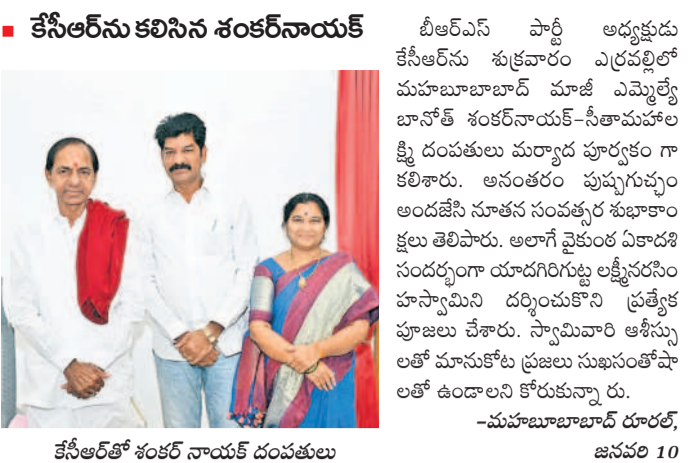 కేసీఆర్‌ను కలిసిన శంకర్‌నాయక్
కేసీఆర్‌తో శంకర్ నాయక్ దంపతులు
బీఆర్ఎస్ పార్టీ అధ్యక్షుడు
కేసీఆర్‌ను శుక్రవారం ఎర్రవల్లిలో
మహబూబాబాద్ మాజీ ఎమ్మెల్యే
బానోత్ శంకర్‌నాయక్-సీతామహాల
క్ష్మి దంపతులు మర్యాద పూర్వకం గా
కలిశారు. అనంతరం పుష్పగుచ్ఛం
అందజేసి నూతన సంవత్సర శుభాకాం
క్షలు తెలిపారు. అలాగే వైకుంఠ ఏకాదశి
సందర్భంగా యాదగిరిగుట్ట లక్ష్మీనరసిం
హస్వామిని దర్శించుకొని ప్రత్యేక
పూజలు చేశారు. స్వామివారి ఆశీస్సు
లతో మానుకోట ప్రజలు సుఖసంతోషా
లతో ఉండాలని కోరుకున్నా రు.
-మహబూబాబాద్ రూరల్,
జనవరి 10